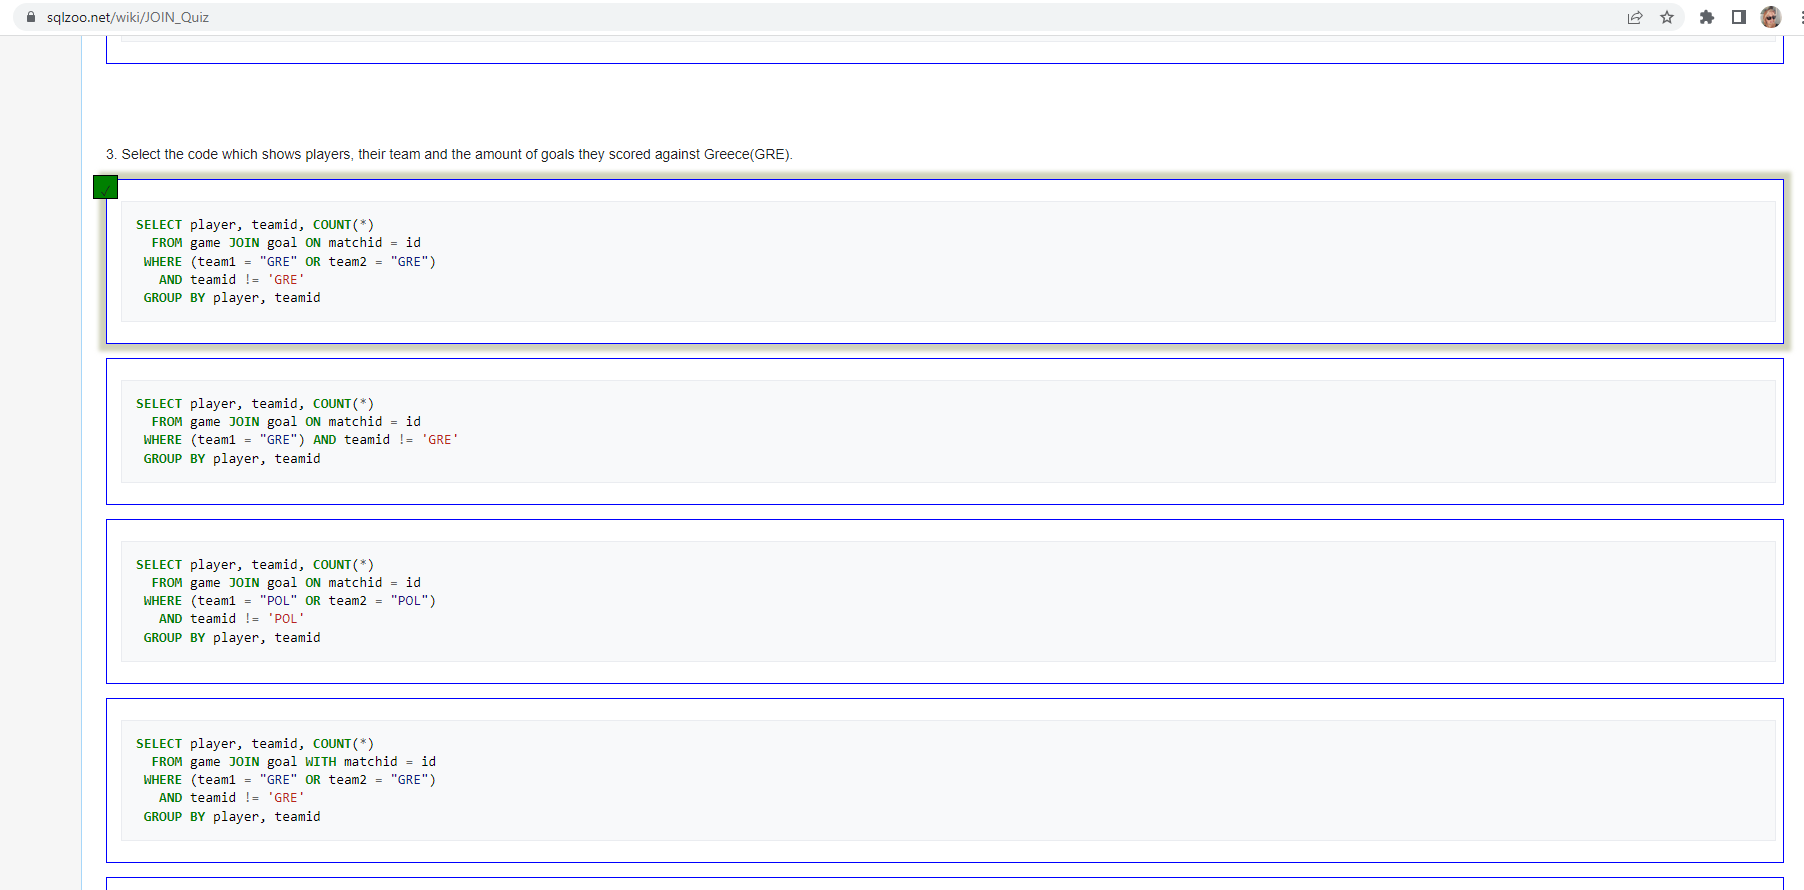 sqlzoo.net/wiki/JOIN_Quiz
3. Select the code which shows players, their team and the amount of goals they scored against Greece(GRE).
SELECT player, teamid, COUNT(*)
FROM game JOIN goal ON matchid = id
WHERE (team1 = "GRE" OR team2 = "GRE")
AND teamid != 'GRE'
GROUP BY player, teamid
SELECT player, teamid, COUNT(*)
FROM game JOIN goal ON matchid = id
WHERE (team1 = "GRE") AND teamid != 'GRE'
GROUP BY player, teamid
SELECT player, teamid, COUNT(*)
FROM game JOIN goal ON matchid = id
WHERE (team1 = "POL" OR team2 = "POL")
AND teamid != 'POL'
GROUP BY player, teamid
SELECT player, teamid, COUNT(*)
FROM game JOIN goal WITH matchid = id
WHERE (team1 = "GRE" OR team2 = "GRE")
AND teamid != 'GRE'
GROUP BY player, teamid